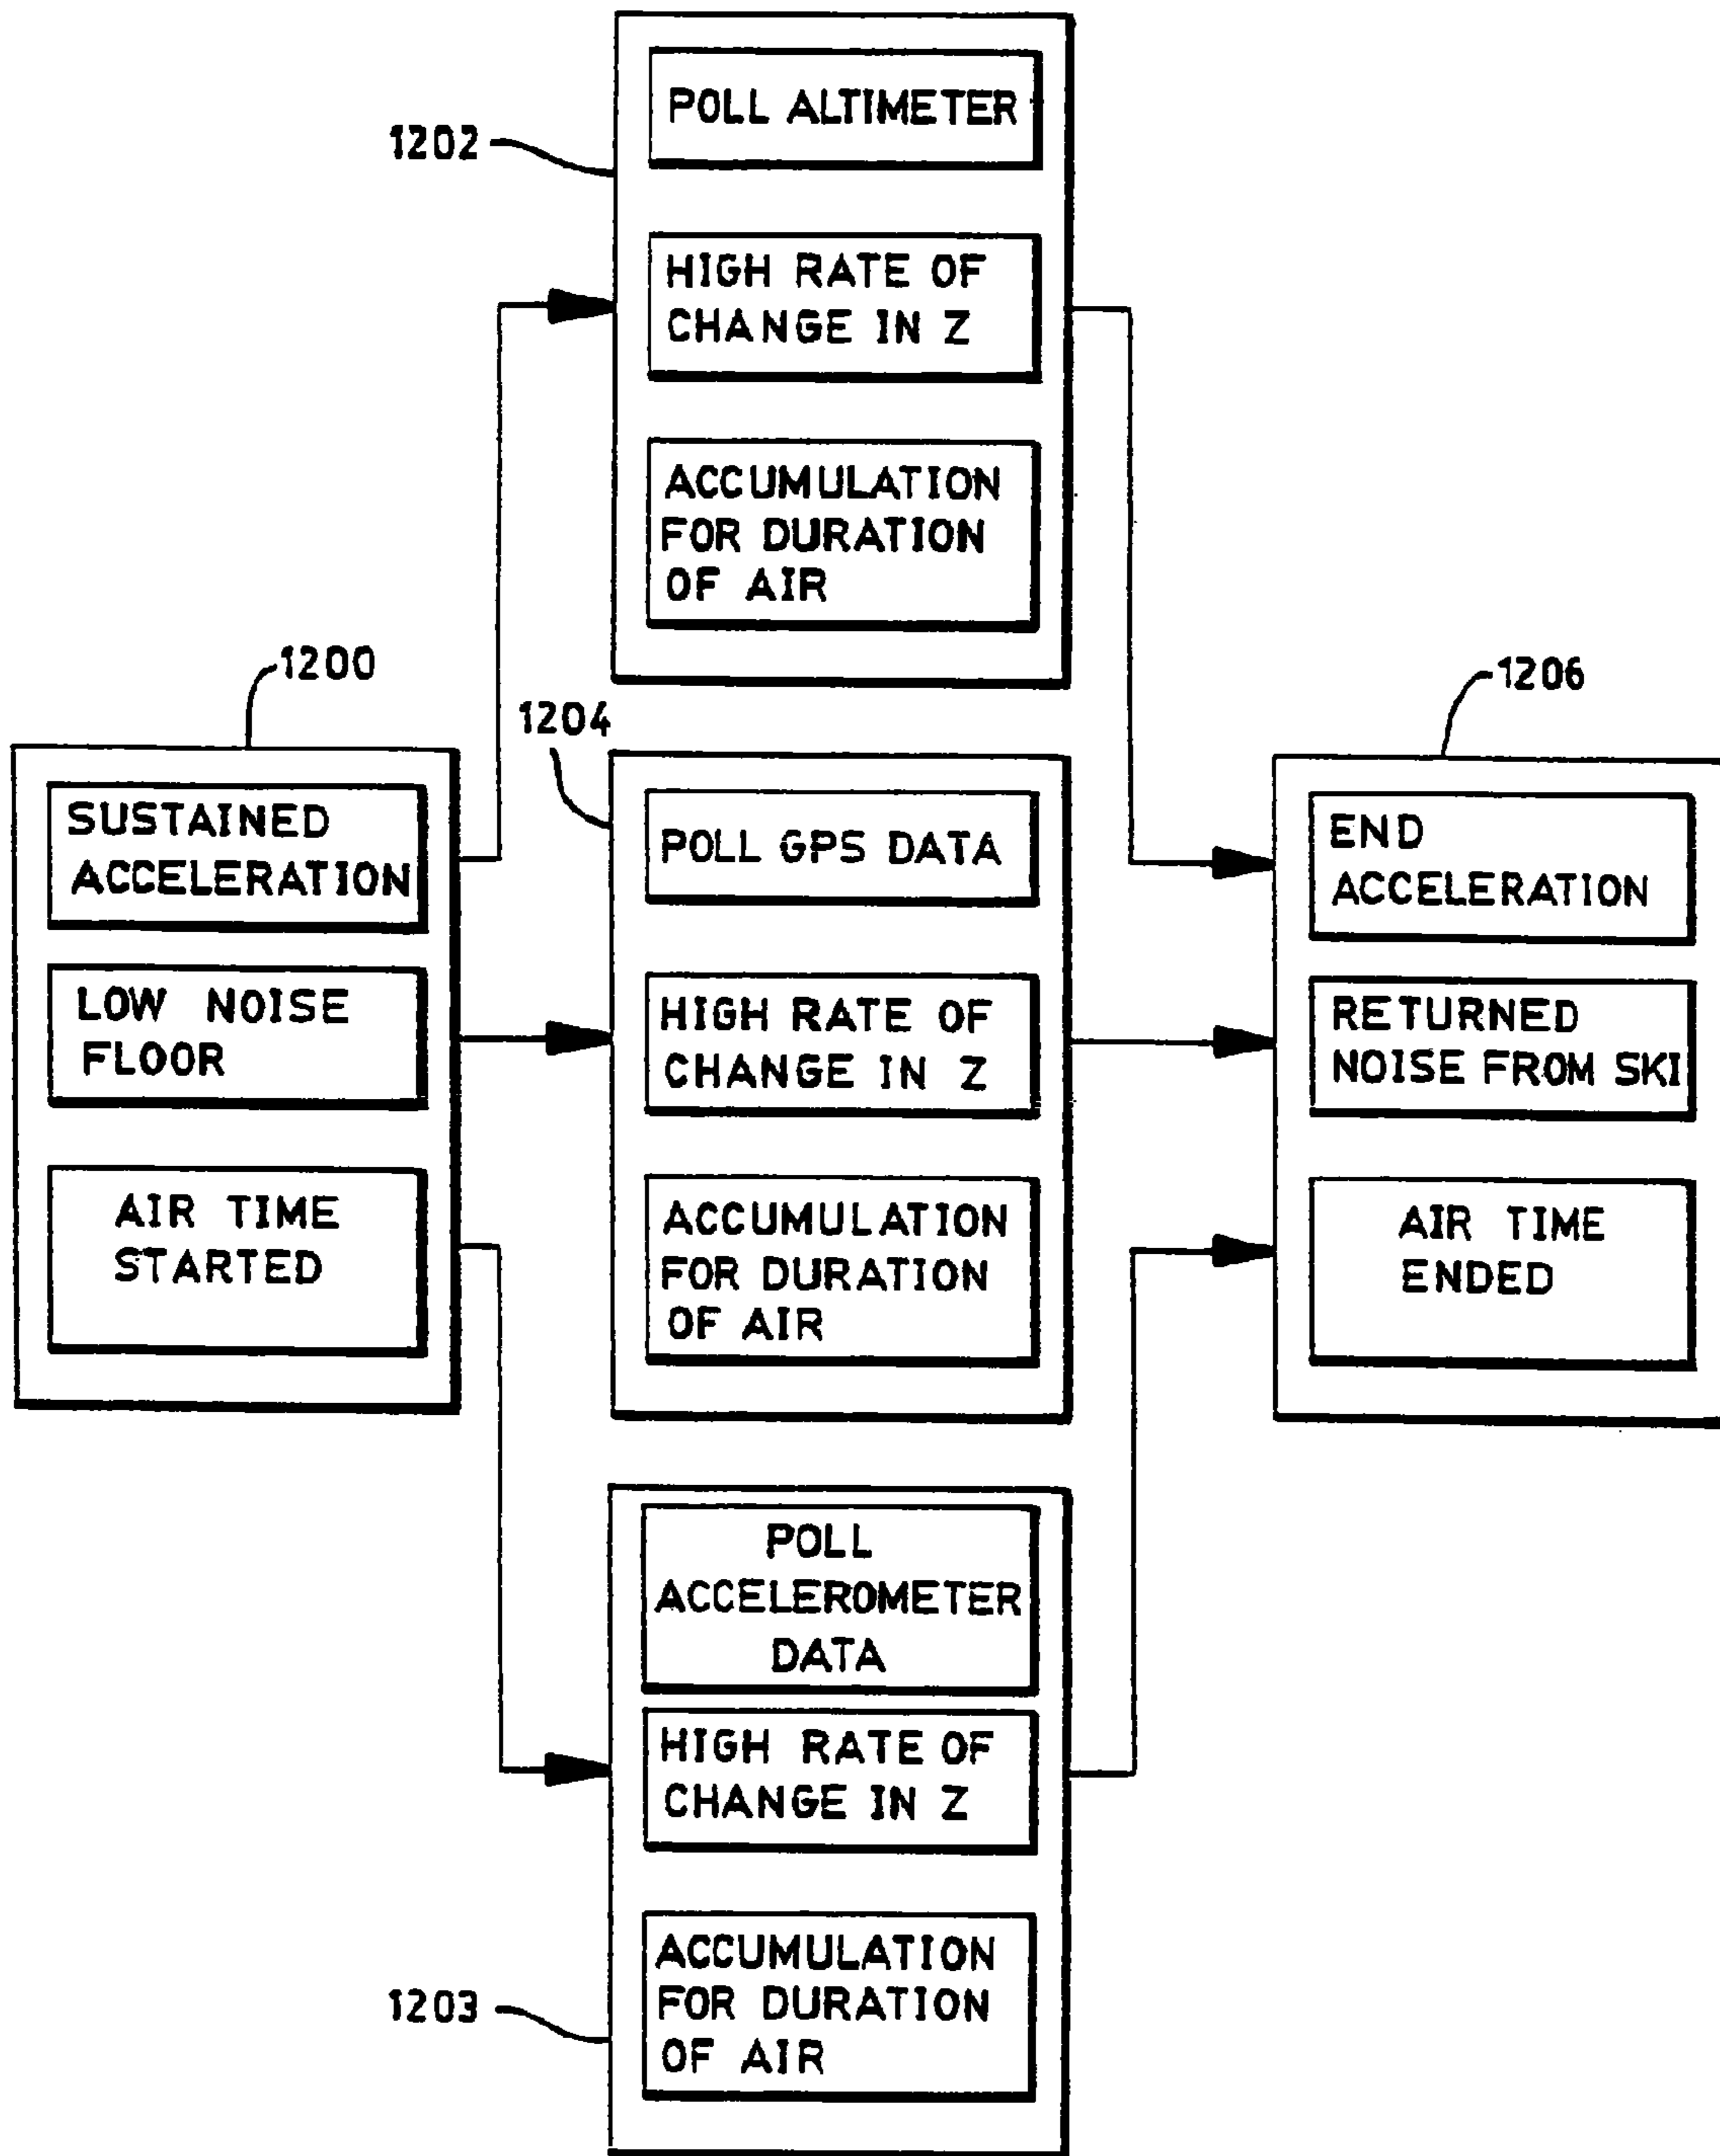 1202
POLL ALTIMETER
HIGH RATE OF
CHANGE IN Z
ACCUMULATION
FOR DURATION
OF AIR
1200
SUSTAINED
ACCELERATION
LOW NOISE
FLOOR
AIR TIME
STARTED
1204
POLL GPS DATA
HIGH RATE OF
CHANGE IN Z
ACCUMULATION
FOR DURATION
OF AIR
1203
POLL
ACCELEROMETER
DATA
HIGH RATE OF
CHANGE IN Z
ACCUMULATION
FOR DURATION
OF AIR
1206
END
ACCELERATION
RETURNED
NOISE FROM SKI
AIR TIME
ENDED